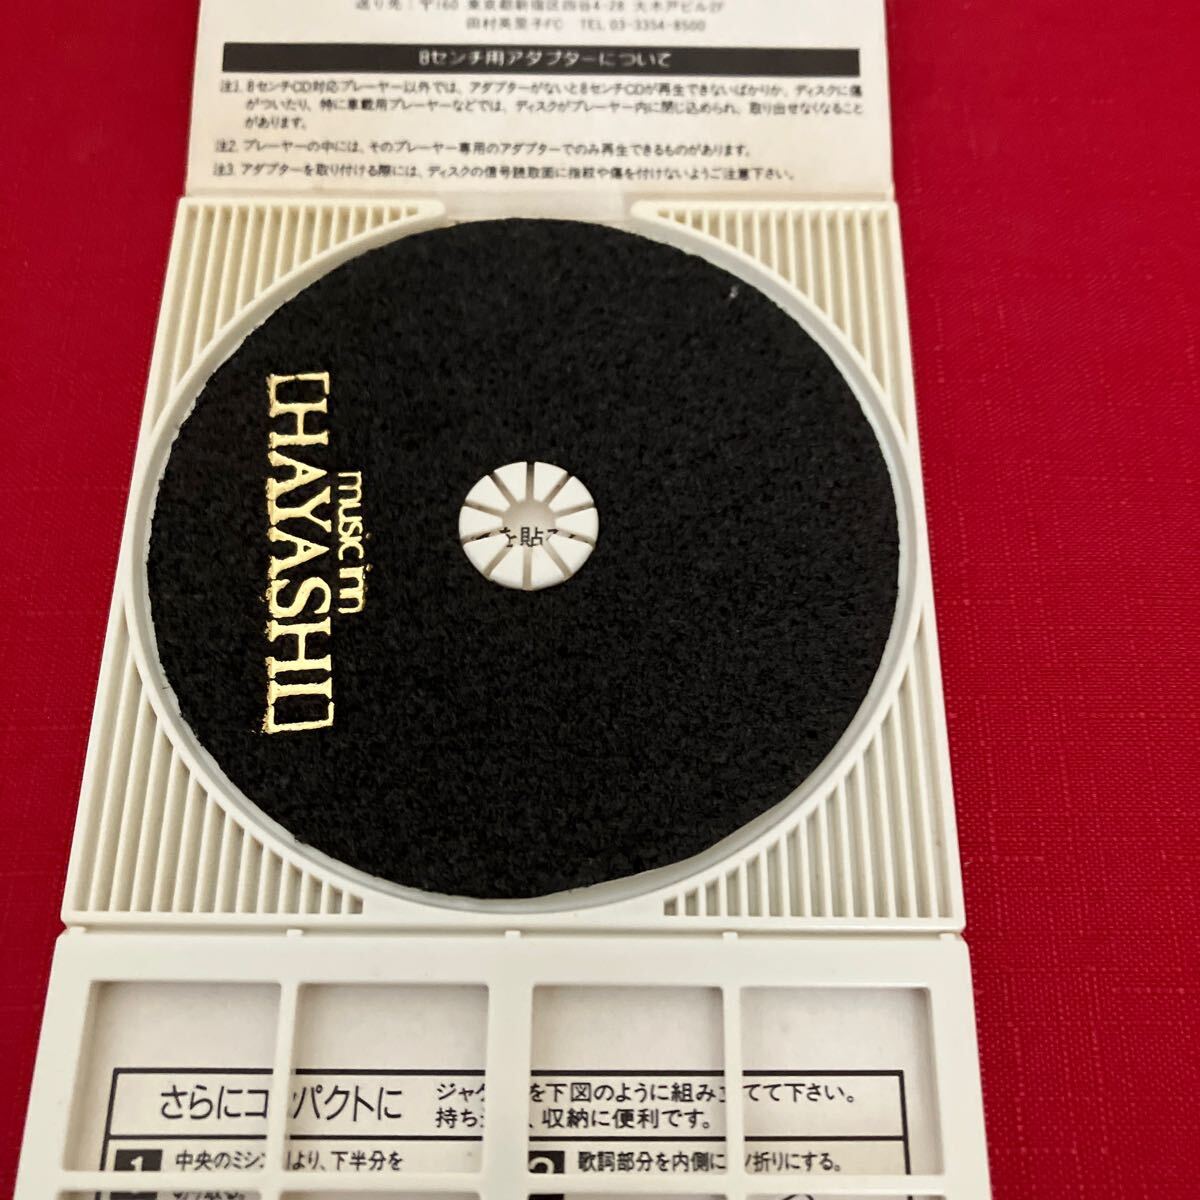 送り先：〒160 東京都新宿区四谷4-28 大木戸ビル2F
田村英里子FC TEL 03-3354-8500
8センチ用アダプターについて
注1. 8センチCD対応プレーヤー以外では、アダプターがないと8センチCDが再生できないばかりか、ディスクに傷
がついたり、特に車載用プレーヤーなどでは、ディスクがプレーヤー内に閉じ込められ、取り出せなくなること
があります。
注2. プレーヤーの中には、そのプレーヤー専用のアダプターでのみ再生できるものがあります。
注3. アダプターを取り付ける際には、ディスクの信号読取面に指紋や傷を付けないようご注意下さい。
music inn
[HAYASHI]
を貼
さらにコンパクトに
ジャケ を下図のように組み立てて下さい。
持ち 、収納に便利です。
1 中央のミシン より、下半分を
2 歌詞部分を内側に 折りにする。